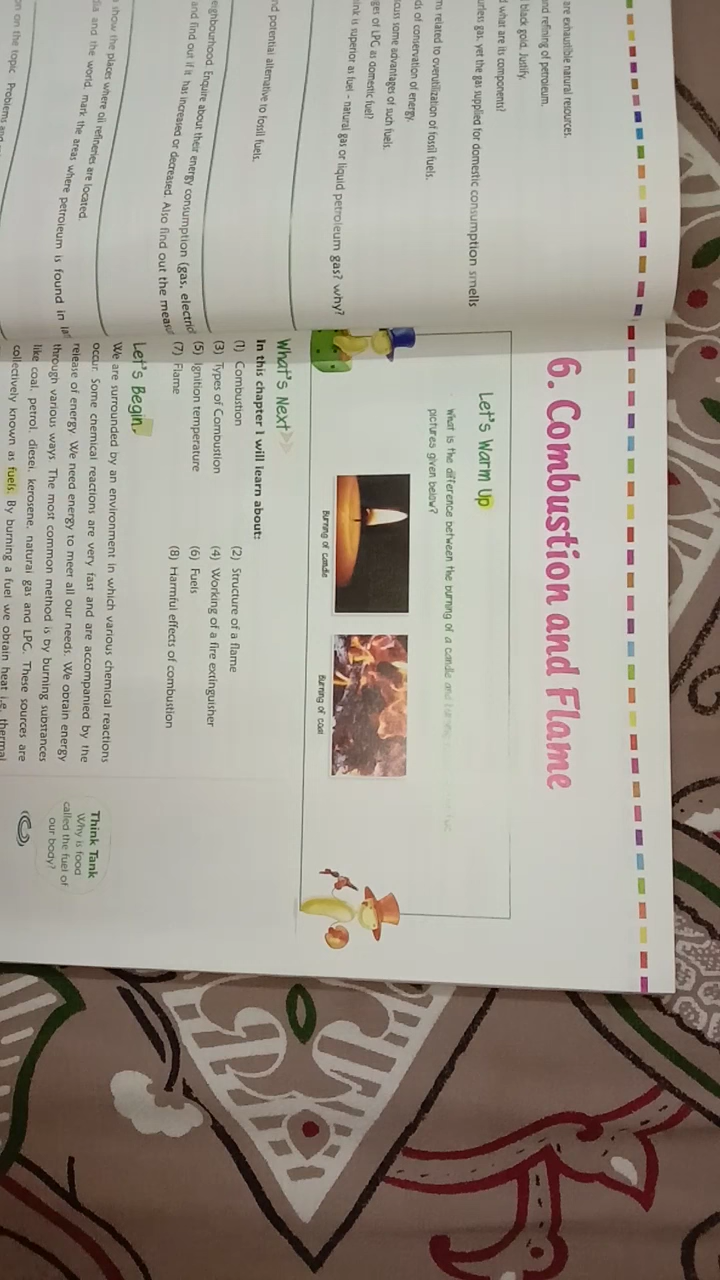 are exhaustible natural resources.
and refining of petroleum.
black gold. Justify.
what are its components?
gas, yet the gas supplied for domestic consumption smells
related to overutilization of fossil fuels.
of conservation of energy.
some advantages of such fuels.
of LPG as domestic fuel?
is superior as fuel - natural gas or liquid petroleum gas? why?
potential alternative to fossil fuels.
Enquire about their energy consumption (gas,
and find out if it has increased or decreased. Also find out the
show the places where oil refineries are located.
and the world, mark the areas where petroleum is found in
on the topic Problems
6. Combustion and Flame
Let's Warm Up
What is the difference between the burning of a candle and
pictures given below?
Burning of candle
Burning of coal
What's Next
In this chapter I will learn about:
(1) Combustion (2) Structure of a flame
(3) Types of Combustion (4) Working of a fire extinguisher
(5) Ignition temperature (6) Fuels
(7) Flame (8) Harmful effects of combustion
Let's Begin
We are surrounded by an environment in which various chemical reactions
occur. Some chemical reactions are very fast and are accompanied by the
release of energy. We need energy to meet all our needs. We obtain energy
through various ways. The most common method is by burning substances
like coal, petrol, diesel, kerosene, natural gas and LPG. These sources are
collectively known as fuels. By burning a fuel we obtain heat i.e. thermal
Think Tank
Why is food
called the fuel of
our body?